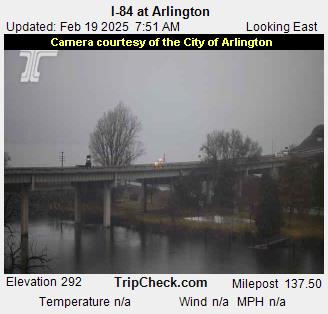 I-84 at Arlington
Updated: Feb 19 2025 7:51 AM Looking East
Camera courtesy of the City of Arlington
Elevation 292 TripCheck.com Milepost 137.50
Temperature n/a Wind n/a MPH n/a